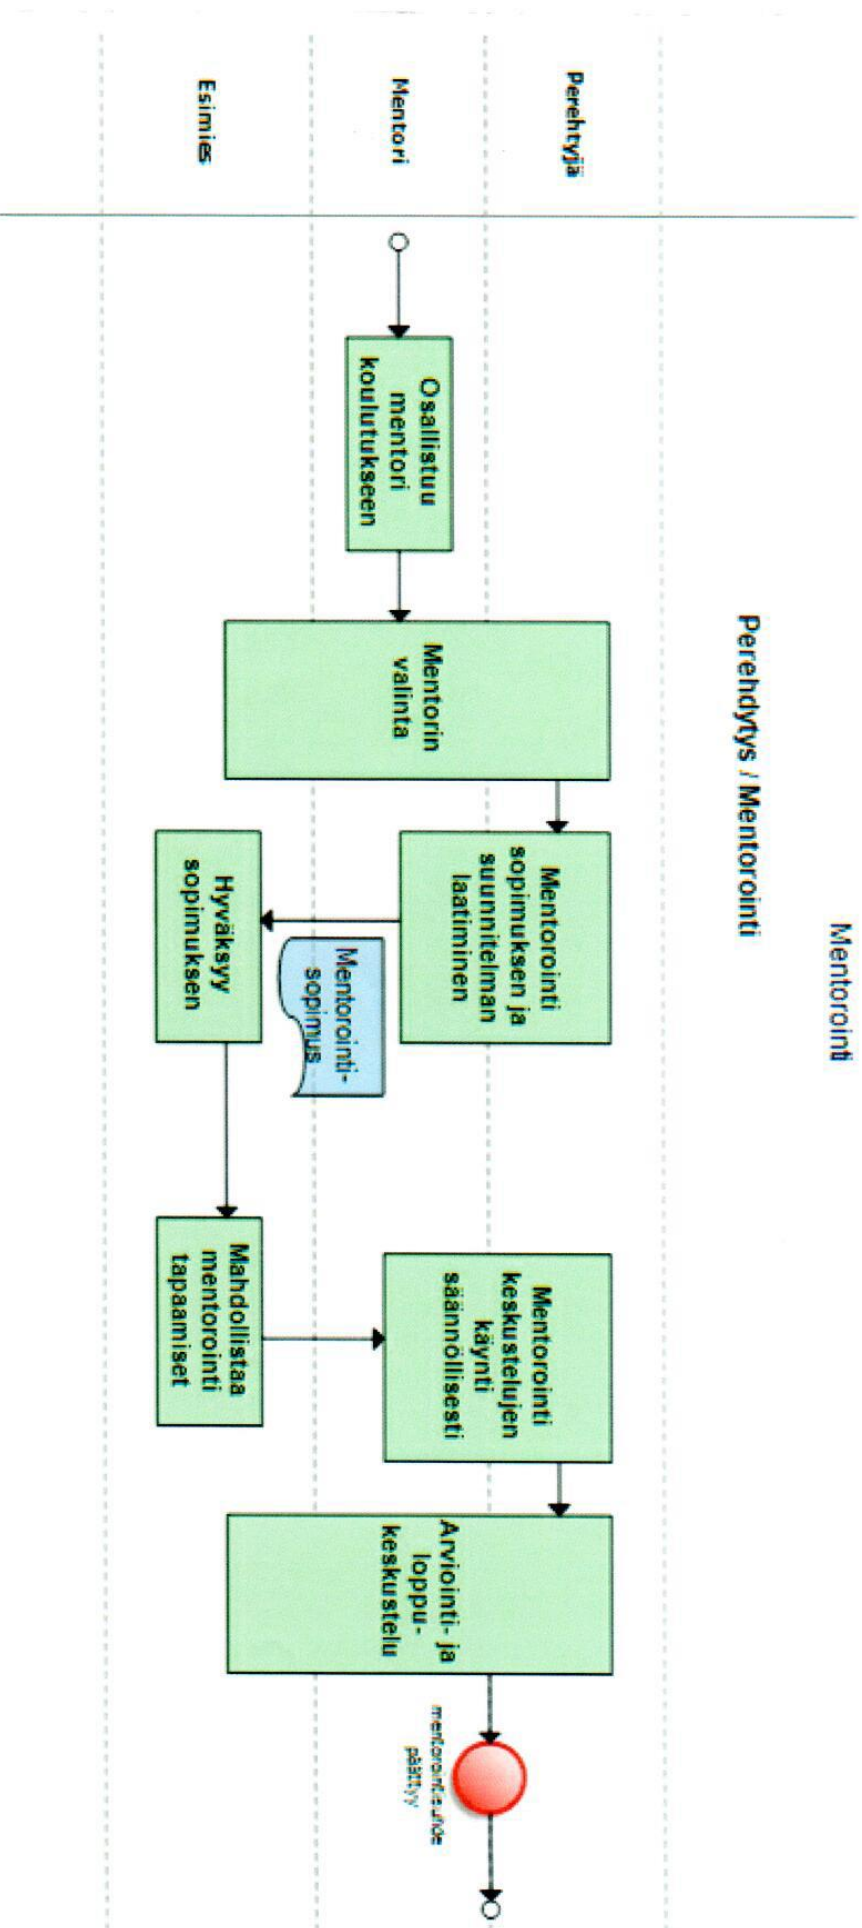 Mentorointi
Perehdytys / Mentorointi
Perehtyjä
Mentori
Esimies
Osallistuu
mentori
koulutukseen
Mentorin
valinta
Mentorointi
sopimuksen ja
suunnitelman
laatiminen
Mentorointi-
sopimus
Hyväksyy
sopimuksen
Mahdollistaa
mentorointi
tapaamiset
Mentorointi
keskustelujen
käynti
säännöllisesti
Arviointi- ja
loppu-
keskustelu
mentorointisuhde
päättyy